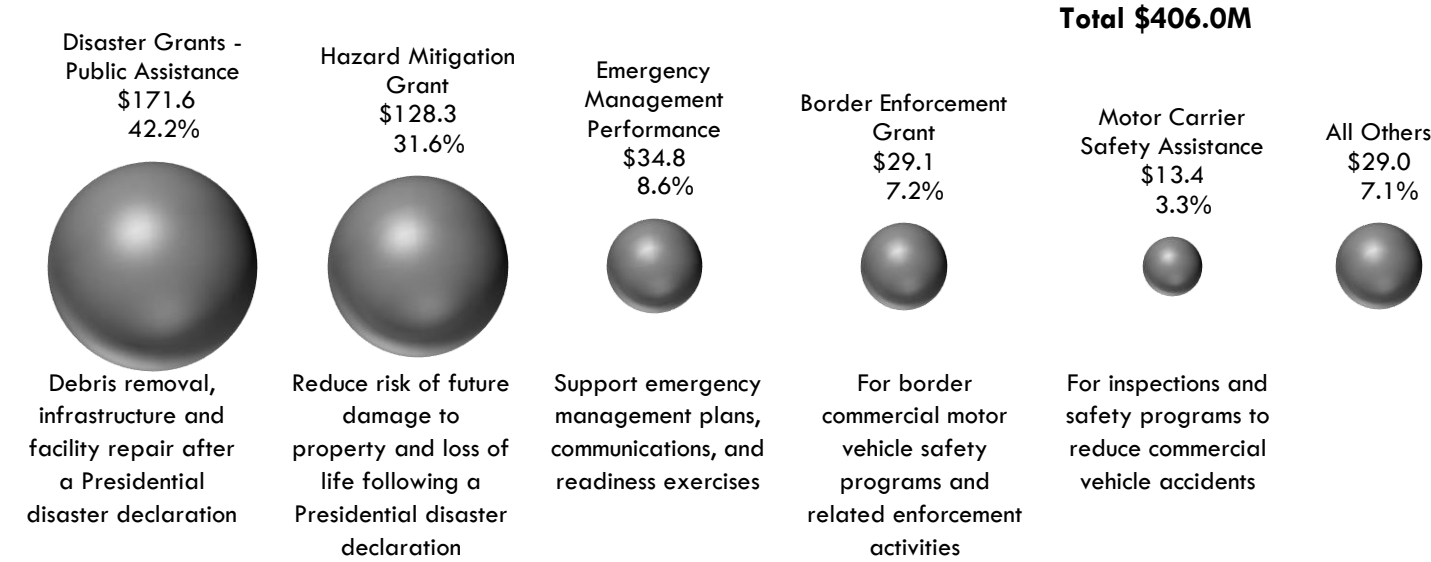 Total $406.0M
Disaster Grants -
Public Assistance
$171.6
42.2%
Hazard Mitigation
Grant
$128.3
31.6%
Emergency
Management
Performance
$34.8
8.6%
Border Enforcement
Grant
$29.1
7.2%
Motor Carrier
Safety Assistance
$13.4
3.3%
All Others
$29.0
7.1%
Debris removal,
infrastructure and
facility repair after
a Presidential
disaster declaration
Reduce risk of future
damage to
property and loss of
life following a
Presidential disaster
declaration
Support emergency
management plans,
communications, and
readiness exercises
For border
commercial motor
vehicle safety
programs and
related enforcement
activities
For inspections and
safety programs to
reduce commercial
vehicle accidents